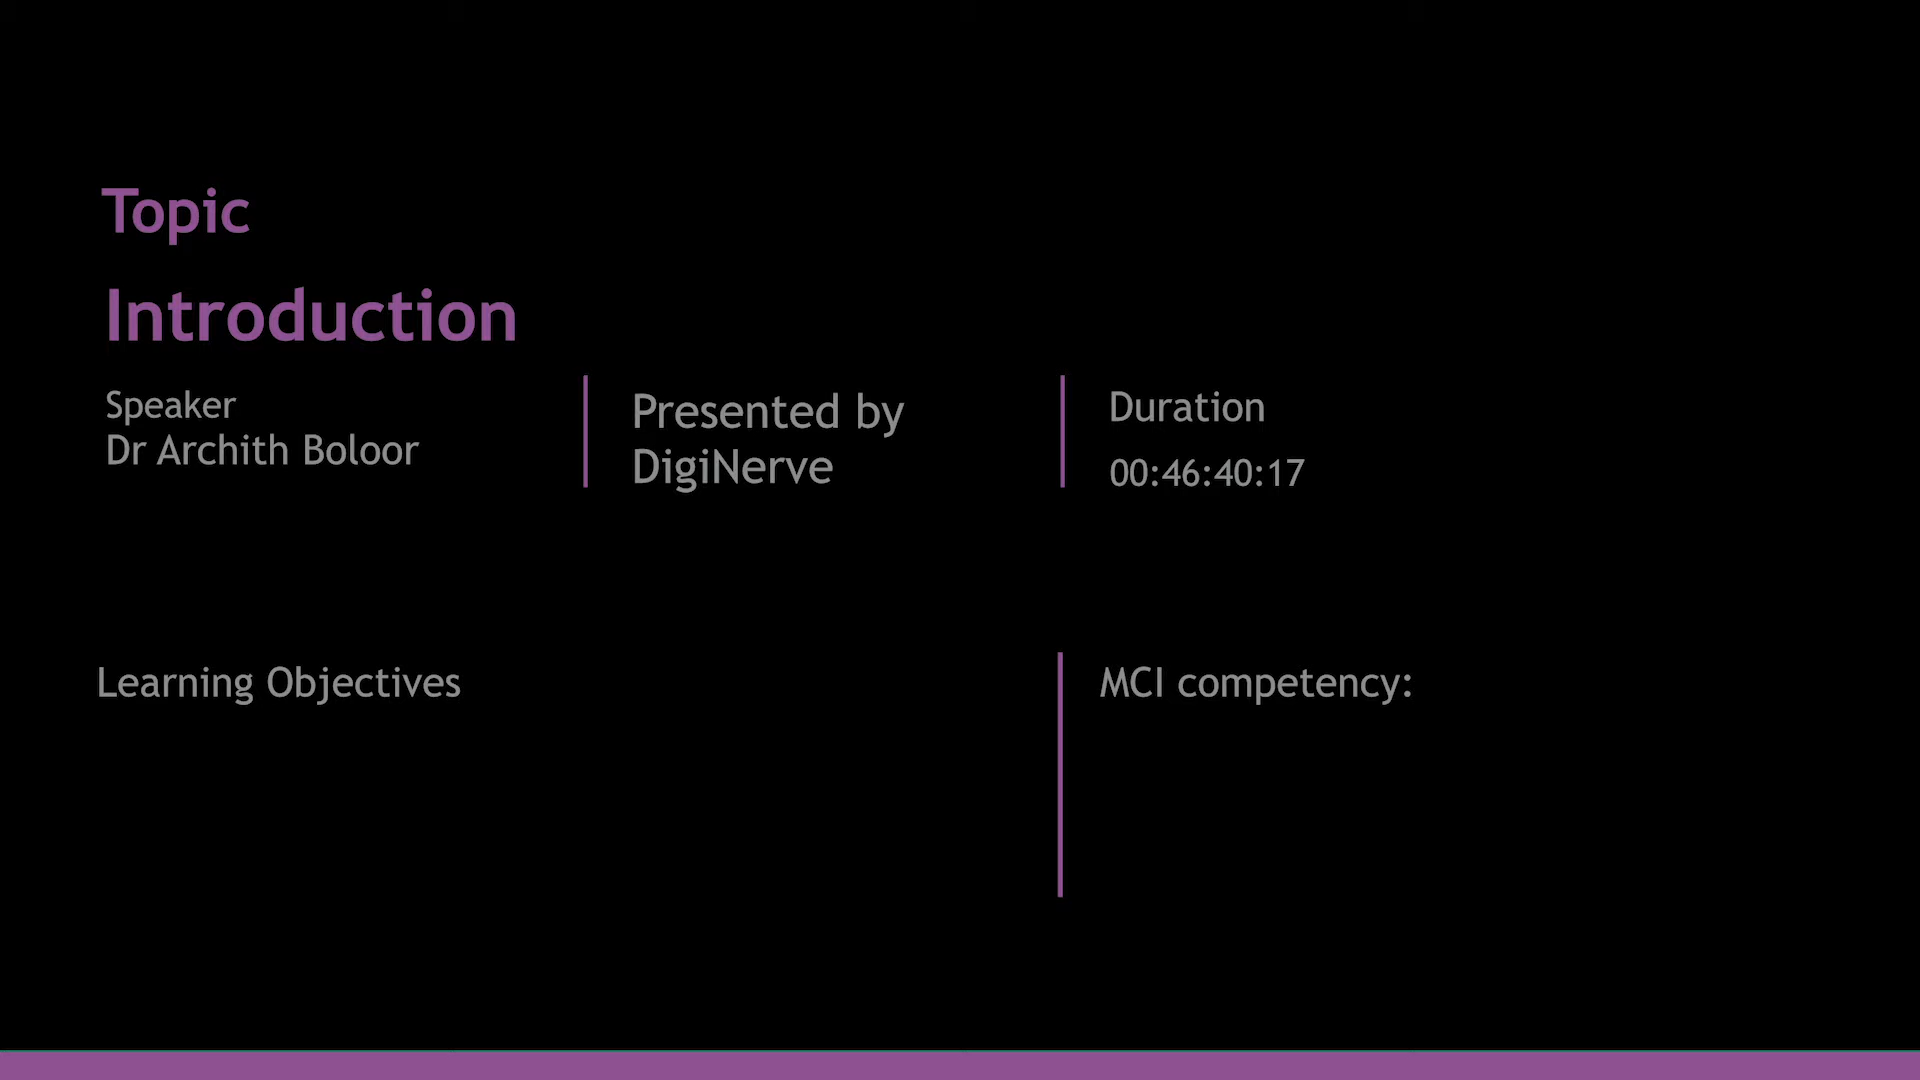 Topic
Introduction
Speaker
Dr Archith Boloor
Presented by
DigiNerve
Duration
00:46:40:17
Learning Objectives
MCI competency: